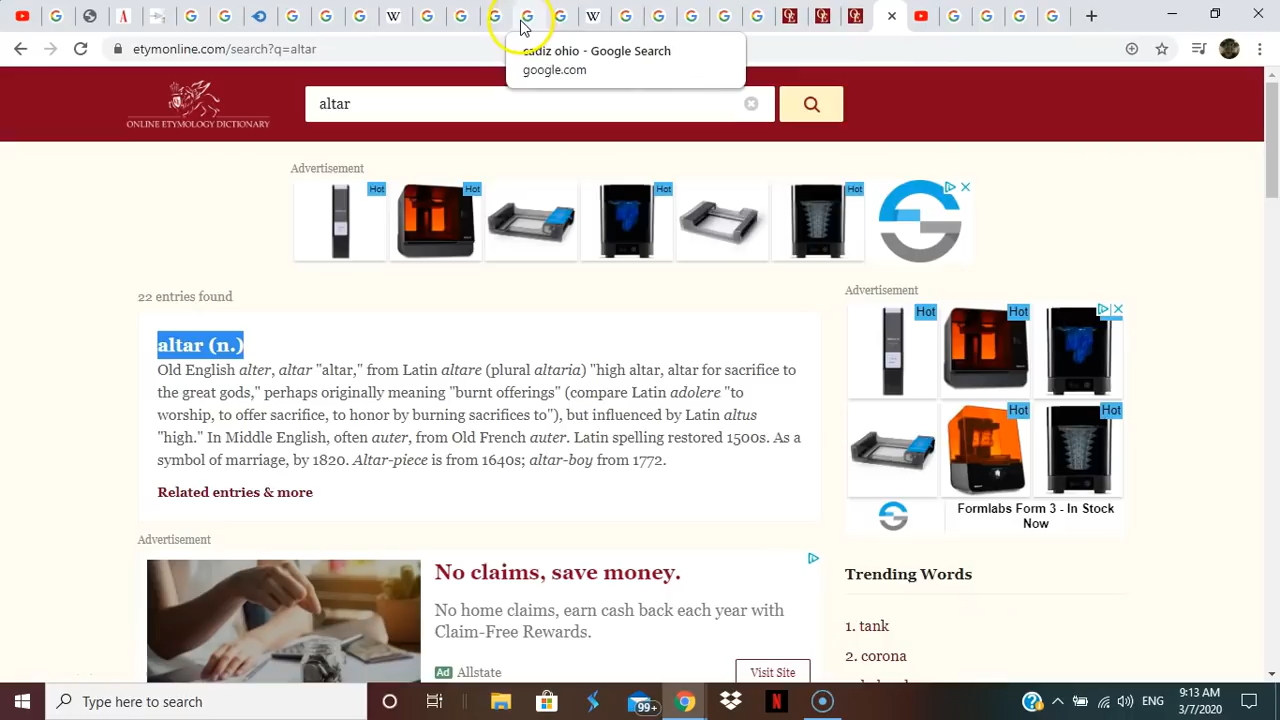 cadiz ohio - Google Search
google.com
etymonline.com/search?q=altar
ONLINE ETYMOLOGY DICTIONARY
altar
Advertisement
Hot
Hot
Hot
Hot
22 entries found
altar (n.)
Old English alter, altar "altar," from Latin altare (plural altaria) "high altar, altar for sacrifice to
the great gods," perhaps originally meaning "burnt offerings" (compare Latin adolere "to
worship, to offer sacrifice, to honor by burning sacrifices to"), but influenced by Latin altus
"high." In Middle English, often auter, from Old French auter. Latin spelling restored 1500s. As a
symbol of marriage, by 1820. Altar-piece is from 1640s; altar-boy from 1772.
Related entries & more
Advertisement
No claims, save money.
No home claims, earn cash back each year with
Claim-Free Rewards.
Ad Allstate
Visit Site
Advertisement
Hot
Hot
Hot
Hot
Formlabs Form 3 - In Stock
Now
Trending Words
1. tank
2. corona
Type here to search
99+
ENG
9:13 AM
3/7/2020